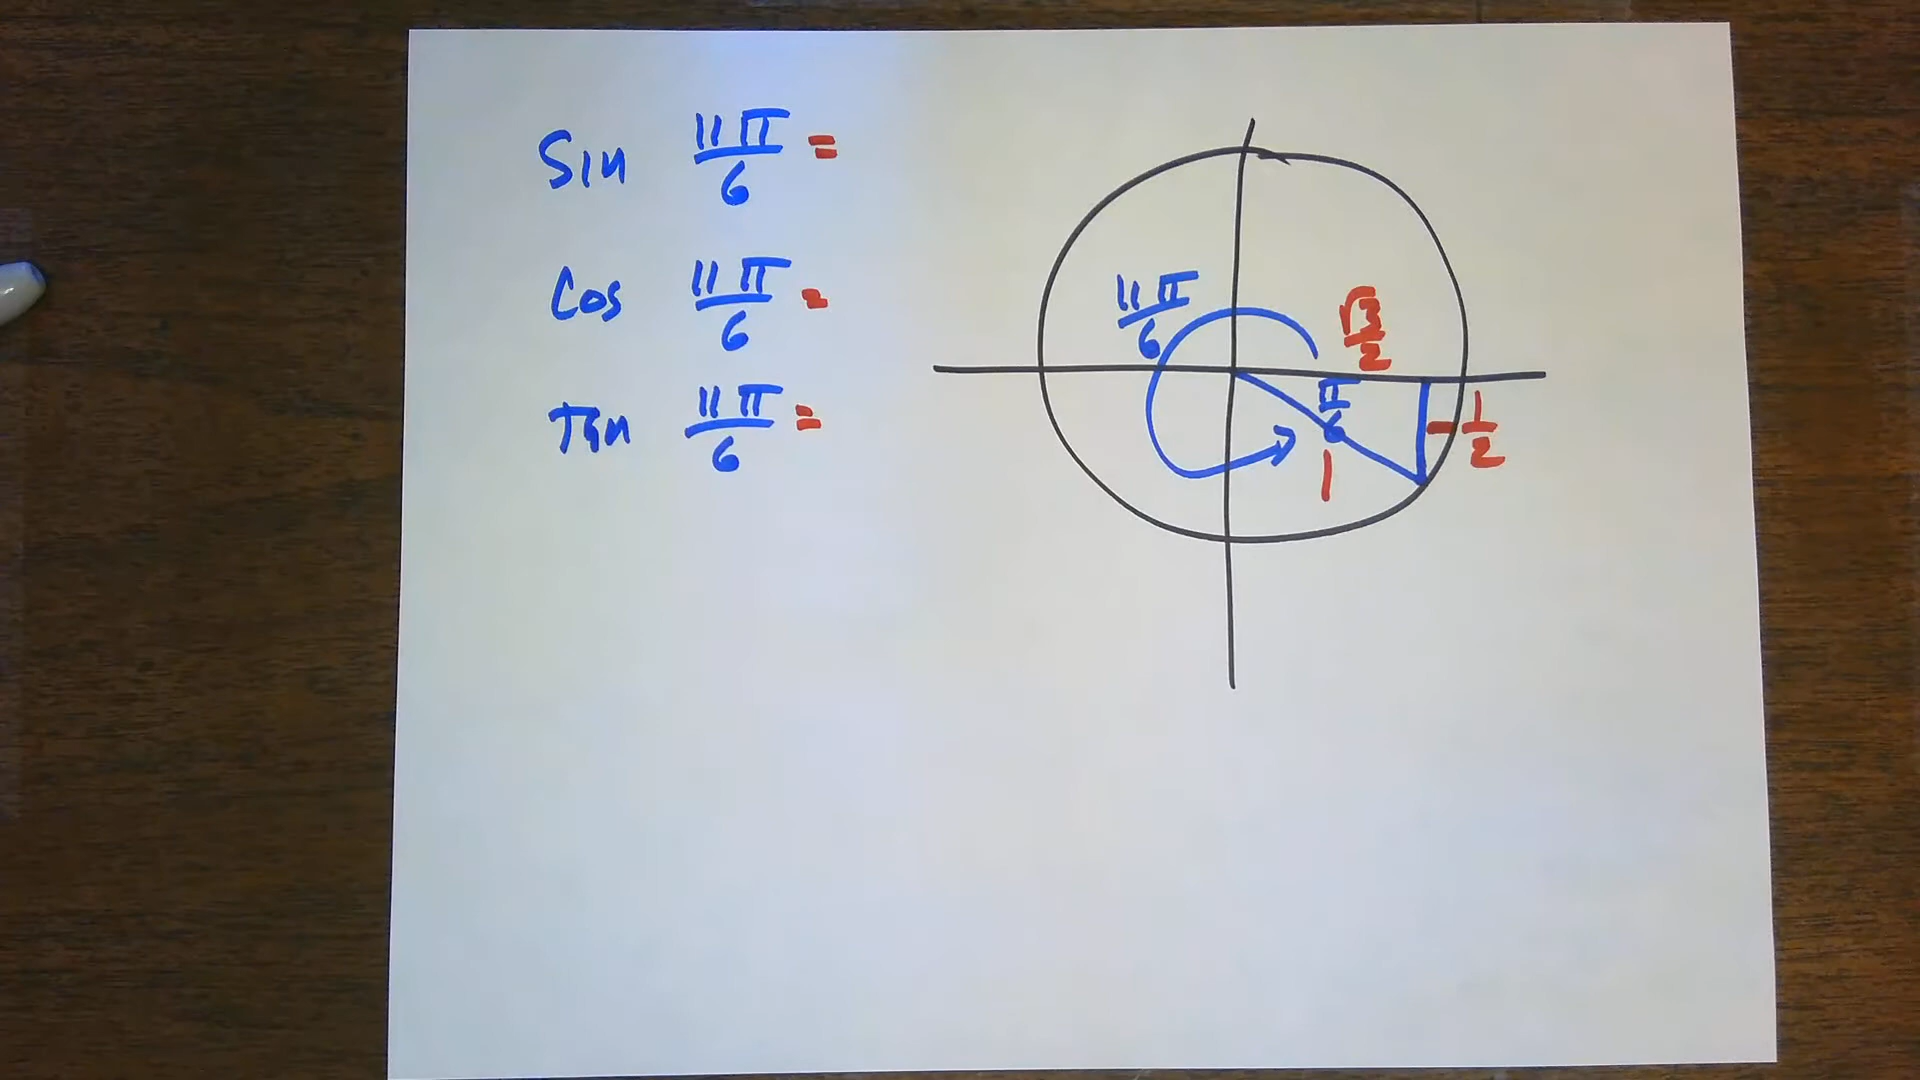 Sin 11π/6 =
Cos 11π/6 =
Tan 11π/6 =
11π/6
√3/2
π/6
-1/2
1